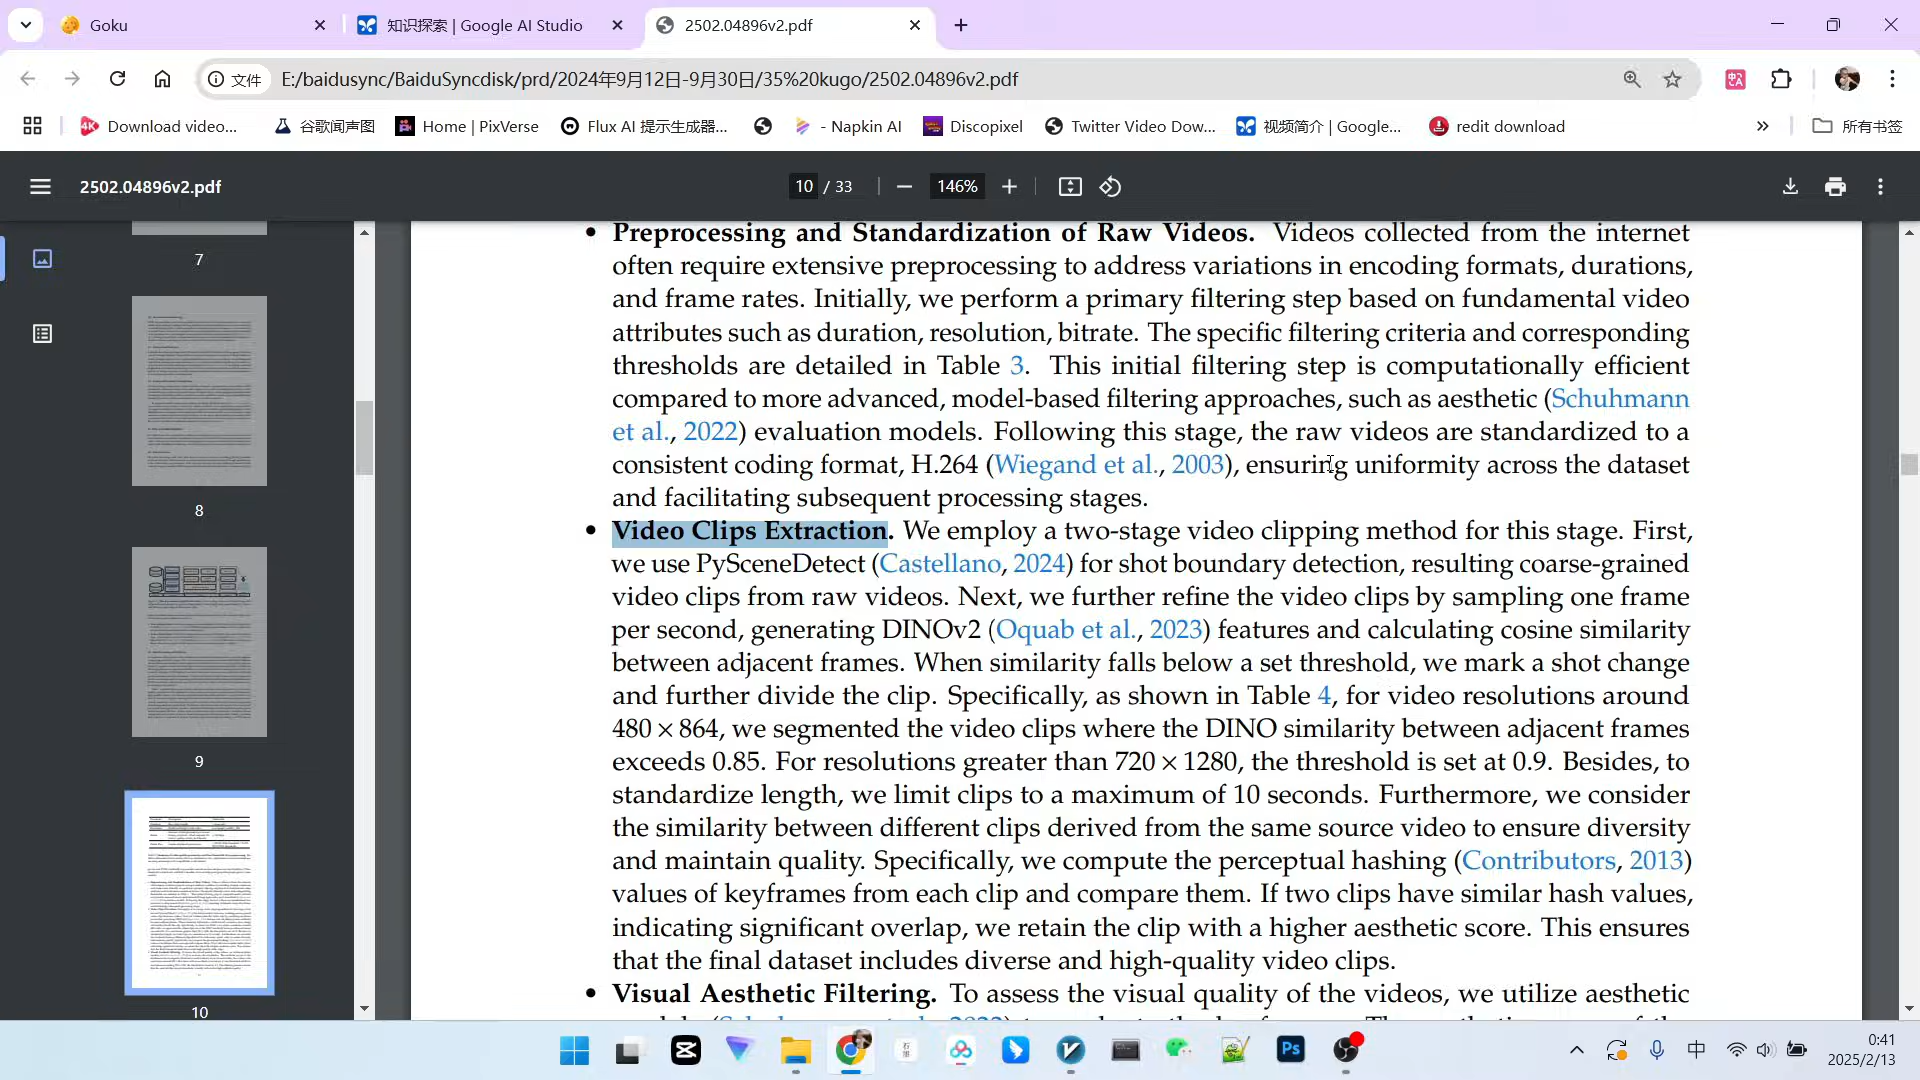 Goku
知识探索 | Google AI Studio
2502.04896v2.pdf
文件
E:/baidusync/BaiduSyncdisk/prd/2024年9月12日-9月30日/35%20kugo/2502.04896v2.pdf
Download video...
谷歌闻声图
Home | PixVerse
Flux AI 提示生成器...
- Napkin AI
Discopixel
Twitter Video Dow...
视频简介 | Google...
redit download
所有书签
2502.04896v2.pdf
10 / 33
146%
7
8
9
10
• Preprocessing and Standardization of Raw Videos. Videos collected from the internet
often require extensive preprocessing to address variations in encoding formats, durations,
and frame rates. Initially, we perform a primary filtering step based on fundamental video
attributes such as duration, resolution, bitrate. The specific filtering criteria and corresponding
thresholds are detailed in Table 3. This initial filtering step is computationally efficient
compared to more advanced, model-based filtering approaches, such as aesthetic (Schuhmann
et al., 2022) evaluation models. Following this stage, the raw videos are standardized to a
consistent coding format, H.264 (Wiegand et al., 2003), ensuring uniformity across the dataset
and facilitating subsequent processing stages.
• Video Clips Extraction. We employ a two-stage video clipping method for this stage. First,
we use PySceneDetect (Castellano, 2024) for shot boundary detection, resulting coarse-grained
video clips from raw videos. Next, we further refine the video clips by sampling one frame
per second, generating DINOv2 (Oquab et al., 2023) features and calculating cosine similarity
between adjacent frames. When similarity falls below a set threshold, we mark a shot change
and further divide the clip. Specifically, as shown in Table 4, for video resolutions around
480 × 864, we segmented the video clips where the DINO similarity between adjacent frames
exceeds 0.85. For resolutions greater than 720 × 1280, the threshold is set at 0.9. Besides, to
standardize length, we limit clips to a maximum of 10 seconds. Furthermore, we consider
the similarity between different clips derived from the same source video to ensure diversity
and maintain quality. Specifically, we compute the perceptual hashing (Contributors, 2013)
values of keyframes from each clip and compare them. If two clips have similar hash values,
indicating significant overlap, we retain the clip with a higher aesthetic score. This ensures
that the final dataset includes diverse and high-quality video clips.
• Visual Aesthetic Filtering. To assess the visual quality of the videos, we utilize aesthetic
Ps
中
0:41
2025/2/13